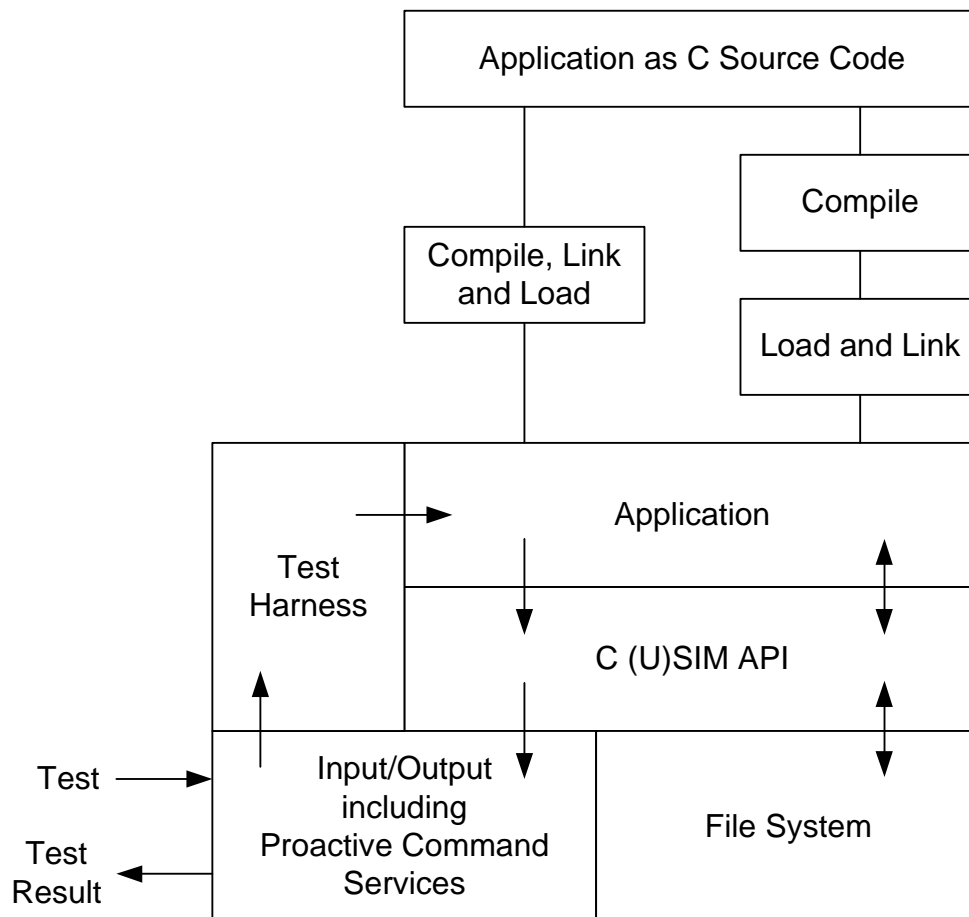 Application as C Source Code
Compile
Compile, Link
and Load
Load and Link
Application
Test
Harness
C (U)SIM API
Test
Input/Output
including
Proactive Command
Services
File System
Test
Result